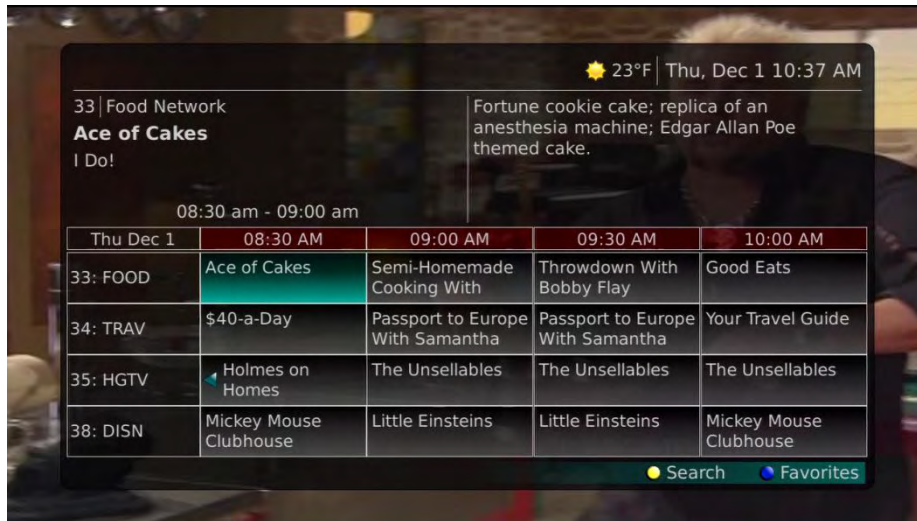 23°F Thu, Dec 1 10:37 AM
33 Food Network
Ace of Cakes
I Do!
08:30 am - 09:00 am
Fortune cookie cake; replica of an
anesthesia machine; Edgar Allan Poe
themed cake.
Thu Dec 1 08:30 AM 09:00 AM 09:30 AM 10:00 AM
33: FOOD
Ace of Cakes
Semi-Homemade
Cooking With
Throwdown With
Bobby Flay
Good Eats
34: TRAV
$40-a-Day
Passport to Europe
With Samantha
Passport to Europe
With Samantha
Your Travel Guide
35: HGTV
Holmes on
Homes
The Unsellables
The Unsellables
The Unsellables
38: DISN
Mickey Mouse
Clubhouse
Little Einsteins
Little Einsteins
Mickey Mouse
Clubhouse
Search Favorites